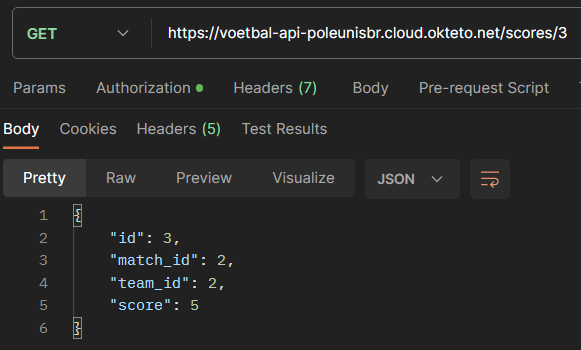 GET https://voetbal-api-poleunisbr.cloud.okteto.net/scores/3
Params Authorization Headers (7) Body Pre-request Script
Body Cookies Headers (5) Test Results
Pretty Raw Preview Visualize JSON
1 {
2 "id": 3,
3 "match_id": 2,
4 "team_id": 2,
5 "score": 5
6 }